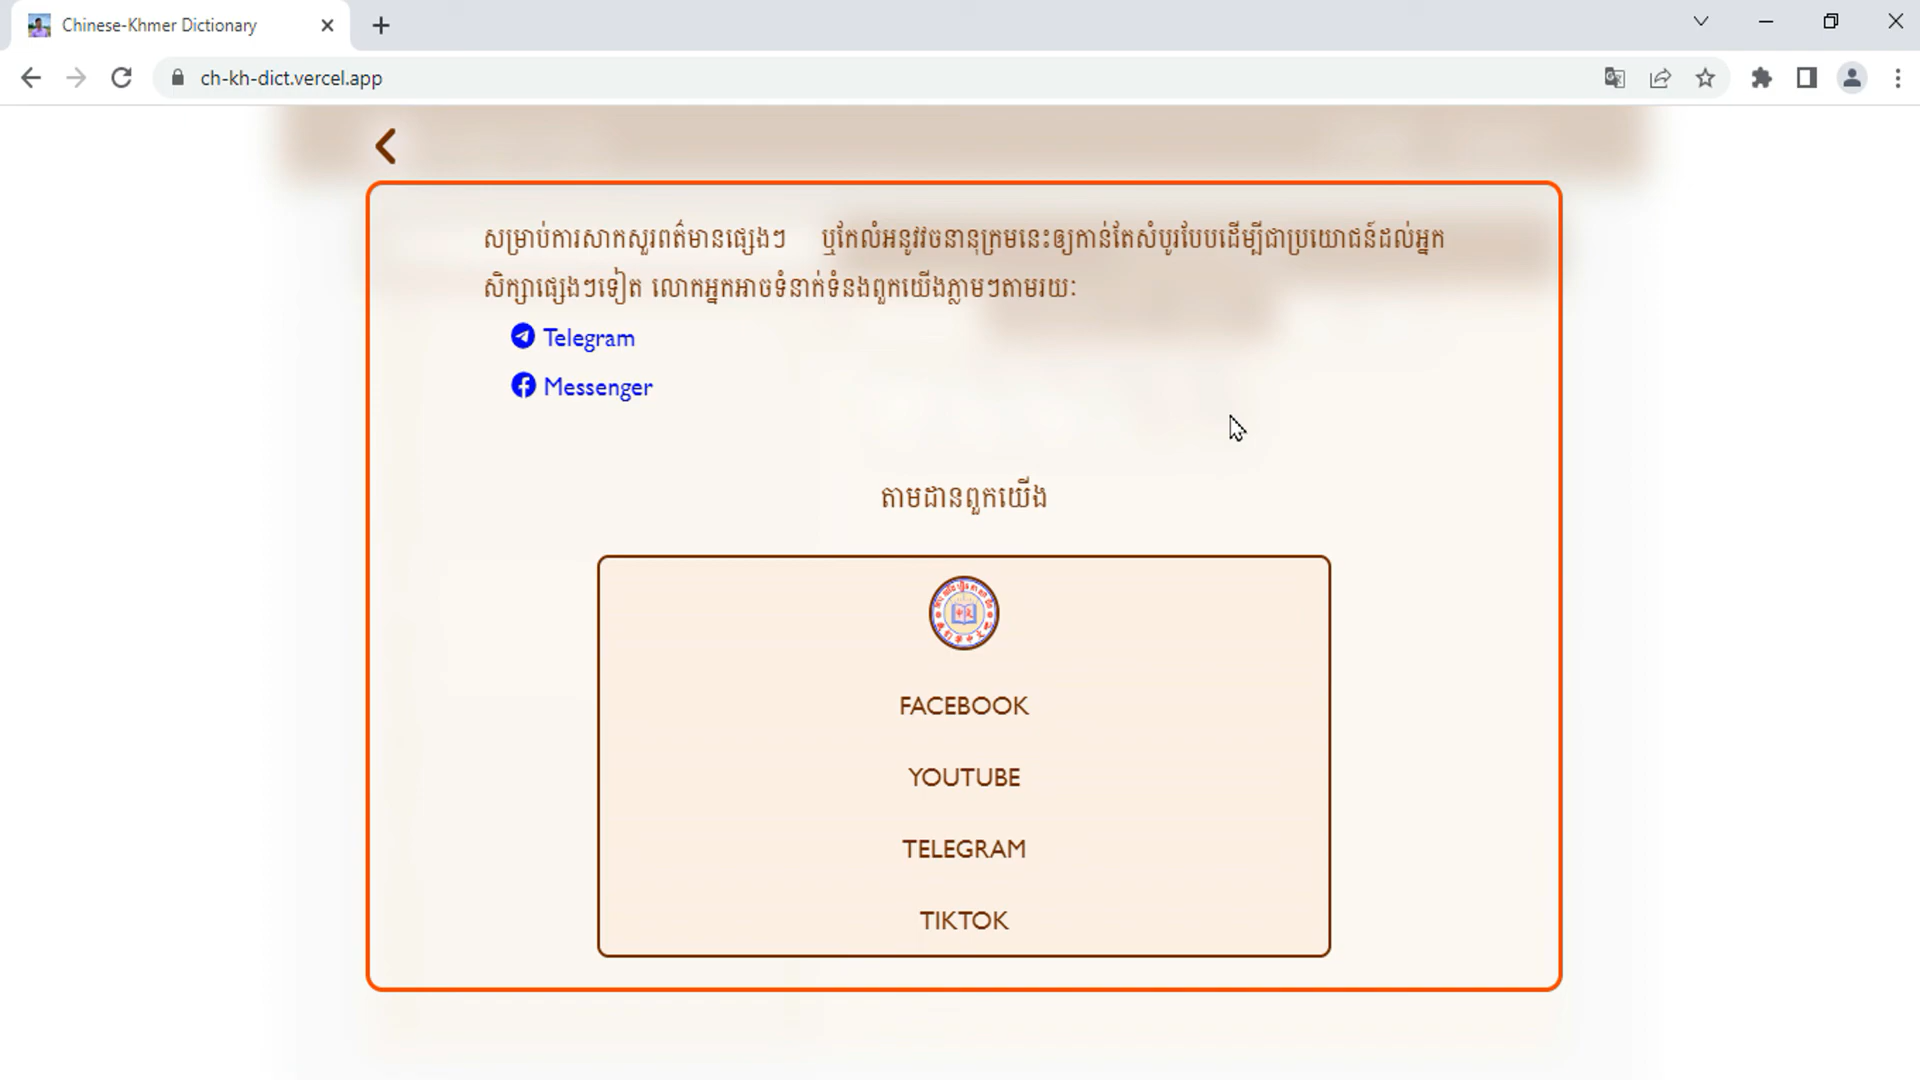 Chinese-Khmer Dictionary
ch-kh-dict.vercel.app
សម្រាប់ការសាកសួរពត៌មានផ្សេងៗ ឬកែលំអនូវវចនានុក្រមនេះឲ្យកាន់តែសំបូរបែបដើម្បីជាប្រយោជន៍ដល់អ្នក
សិក្សាផ្សេងៗទៀត លោកអ្នកអាចទំនាក់ទំនងពួកយើងភ្លាមៗតាមរយៈ
Telegram
Messenger
តាមដានពួកយើង
FACEBOOK
YOUTUBE
TELEGRAM
TIKTOK